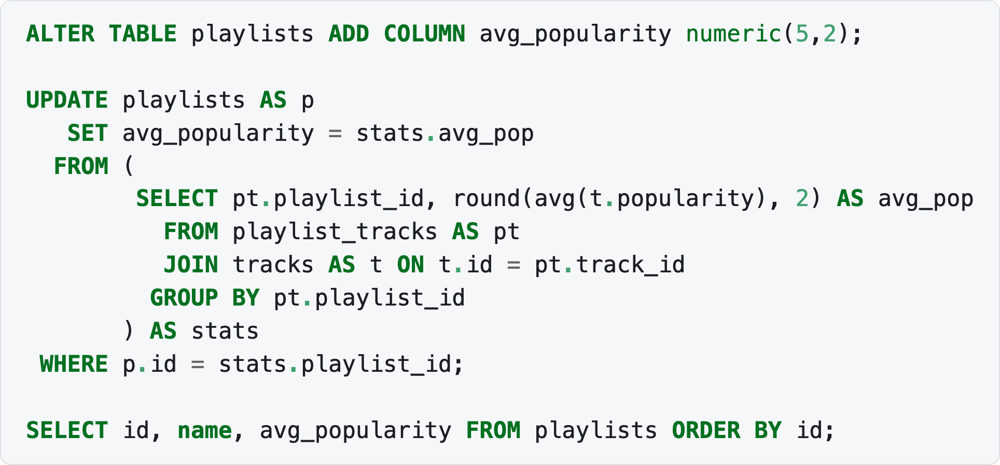 ALTER TABLE playlists ADD COLUMN avg_popularity numeric(5,2);

UPDATE playlists AS p
   SET avg_popularity = stats.avg_pop
  FROM (
        SELECT pt.playlist_id, round(avg(t.popularity), 2) AS avg_pop
          FROM playlist_tracks AS pt
          JOIN tracks AS t ON t.id = pt.track_id
         GROUP BY pt.playlist_id
       ) AS stats
 WHERE p.id = stats.playlist_id;

SELECT id, name, avg_popularity FROM playlists ORDER BY id;